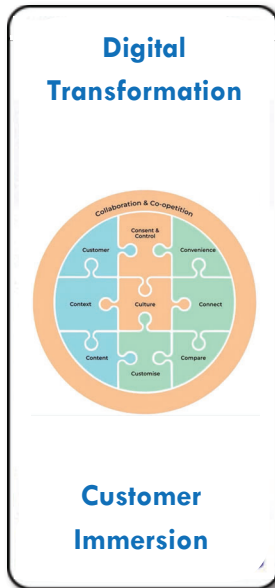 Digital
Transformation
Collaboration & Co-opetition
Consent &
Control
Customer
Convenience
Context
Culture
Connect
Content
Compare
Customise
Customer
Immersion